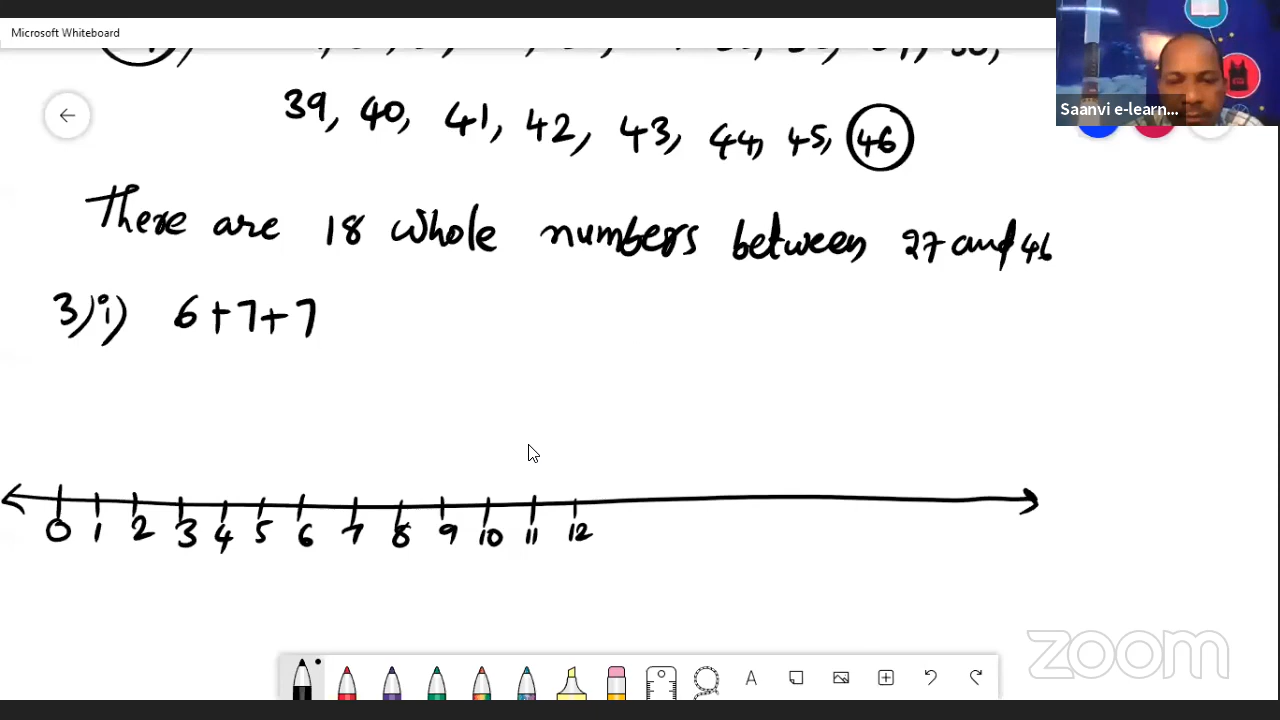 Microsoft Whiteboard
Saanvi e-learn...
39, 40, 41, 42, 43, 44, 45, 46
There are 18 whole numbers between 27 and 46
3) i) 6+7+7
0 1 2 3 4 5 6 7 8 9 10 11 12
zoom
A